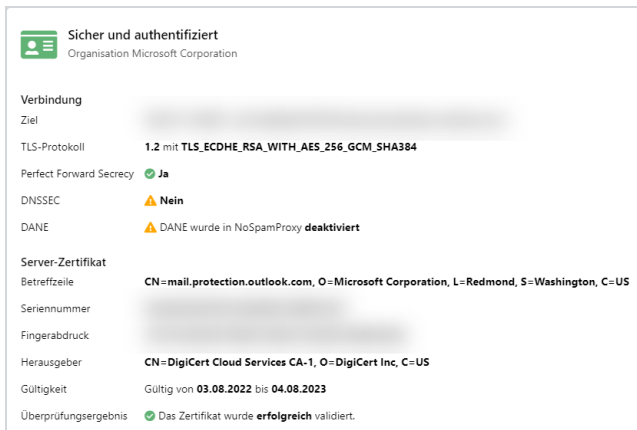 Sicher und authentifiziert
Organisation Microsoft Corporation
Verbindung
Ziel
TLS-Protokoll 1.2 mit TLS_ECDHE_RSA_WITH_AES_256_GCM_SHA384
Perfect Forward Secrecy Ja
DNSSEC Nein
DANE DANE wurde in NoSpamProxy deaktiviert
Server-Zertifikat
Betreffzeile CN=mail.protection.outlook.com, O=Microsoft Corporation, L=Redmond, S=Washington, C=US
Seriennummer
Fingerabdruck
Herausgeber CN=DigiCert Cloud Services CA-1, O=DigiCert Inc, C=US
Gültigkeit Gültig von 03.08.2022 bis 04.08.2023
Überprüfungsergebnis Das Zertifikat wurde erfolgreich validiert.